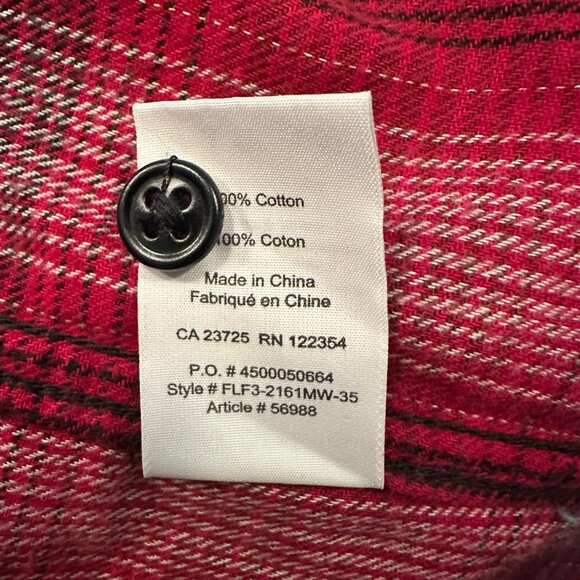 00% Cotton
100% Coton
Made in China
Fabriqué en Chine
CA 23725 RN 122354
P.O. # 4500050664
Style # FLF3-2161MW-35
Article # 56988